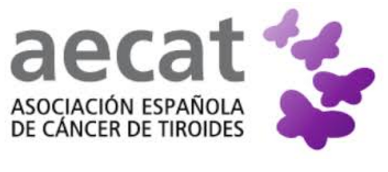 aecat
ASOCIACIÓN ESPAÑOLA
DE CÁNCER DE TIROIDES